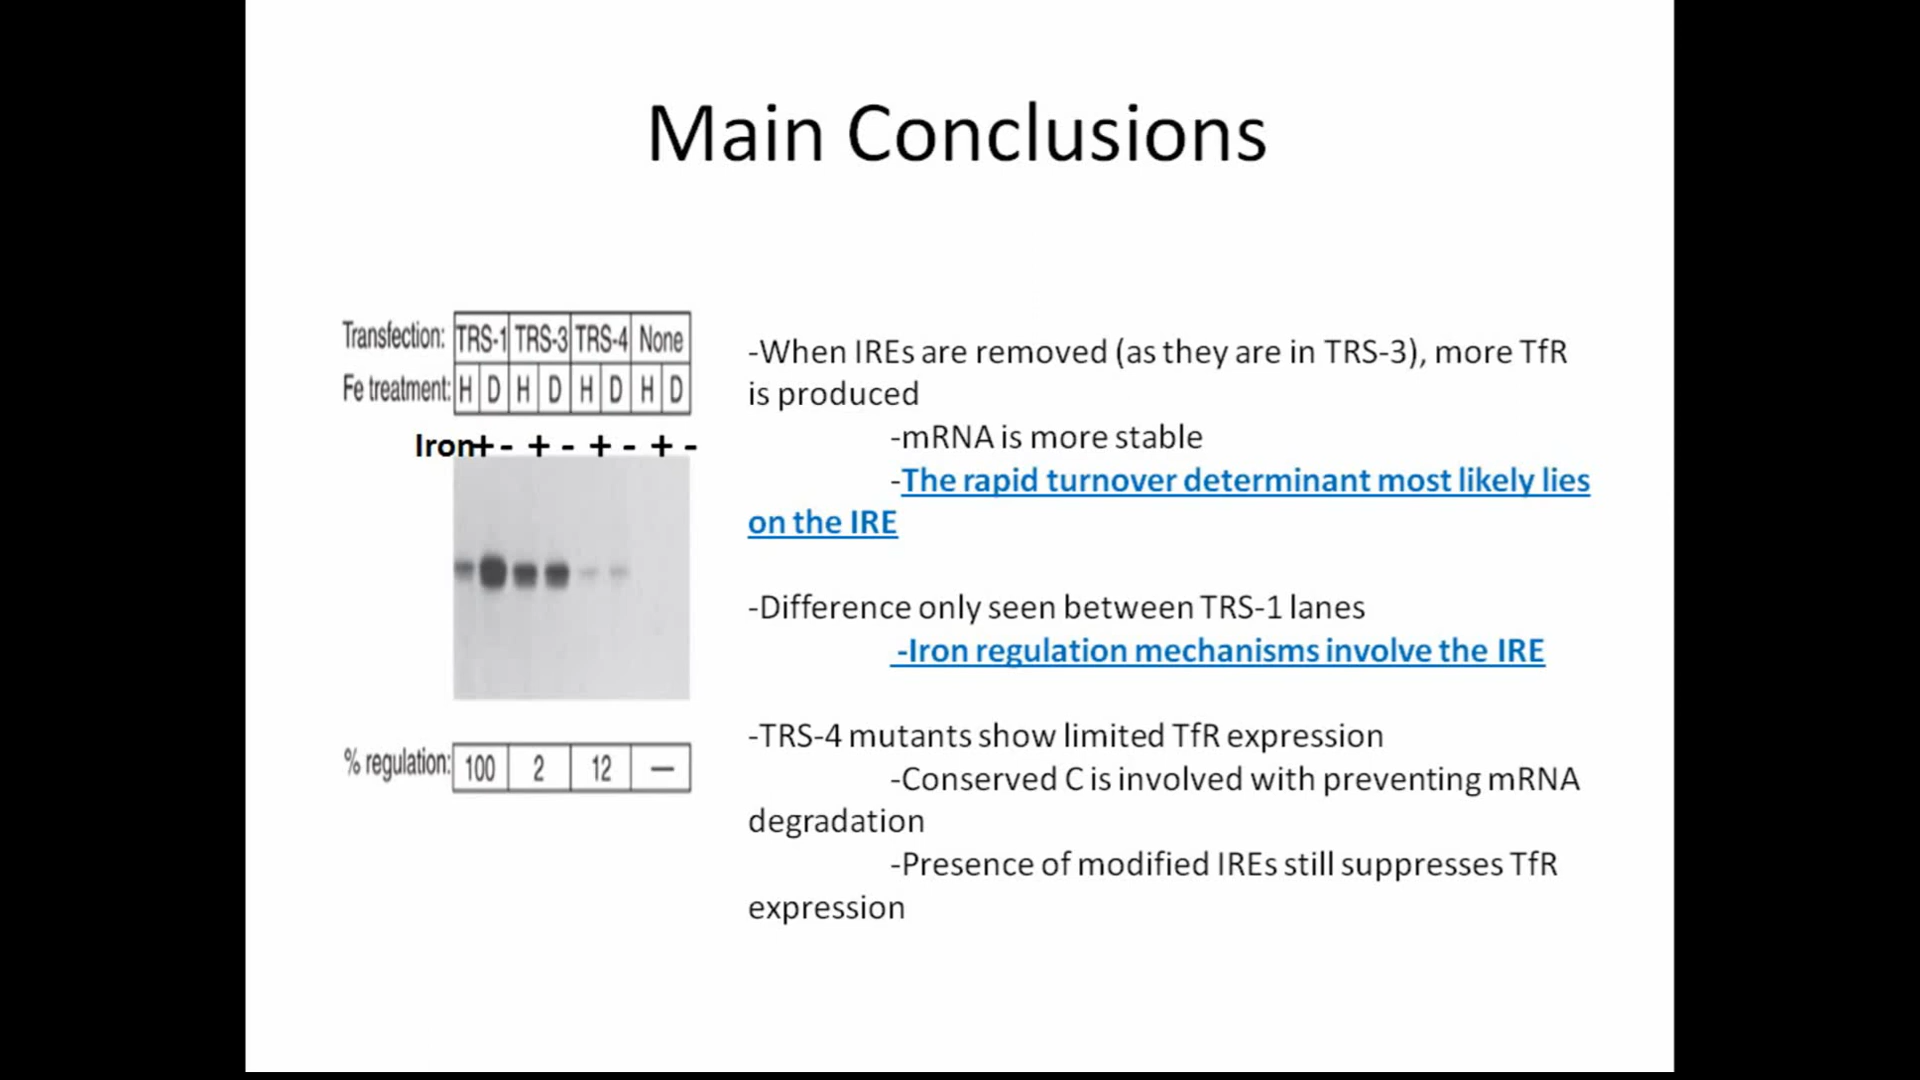 Main Conclusions
Transfection: TRS-1 TRS-3 TRS-4 None
Fe treatment: H D H D H D H D
Iron + - + - + - + -
% regulation: 100 2 12 —
-When IREs are removed (as they are in TRS-3), more TfR
is produced
-mRNA is more stable
-The rapid turnover determinant most likely lies
on the IRE
-Difference only seen between TRS-1 lanes
-Iron regulation mechanisms involve the IRE
-TRS-4 mutants show limited TfR expression
-Conserved C is involved with preventing mRNA
degradation
-Presence of modified IREs still suppresses TfR
expression